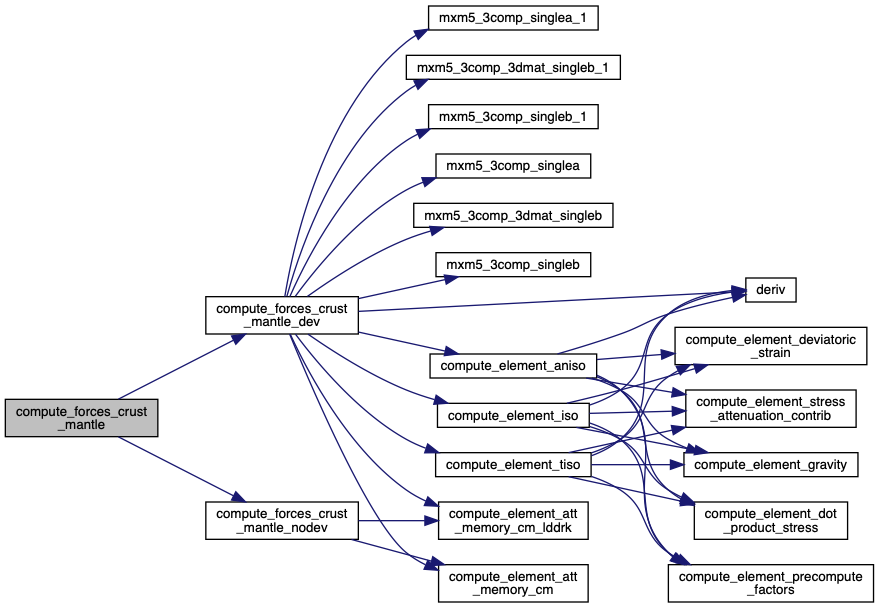 mxm5_3comp_singlea_1
mxm5_3comp_3dmat_singleb_1
mxm5_3comp_singleb_1
mxm5_3comp_singlea
mxm5_3comp_3dmat_singleb
mxm5_3comp_singleb
deriv
compute_forces_crust
_mantle_dev
compute_element_deviatoric
_strain
compute_element_aniso
compute_element_stress
_attenuation_contrib
compute_forces_crust
_mantle
compute_element_iso
compute_element_tiso
compute_element_gravity
compute_forces_crust
_mantle_nodev
compute_element_att
_memory_cm_lddrk
compute_element_dot
_product_stress
compute_element_att
_memory_cm
compute_element_precompute
_factors